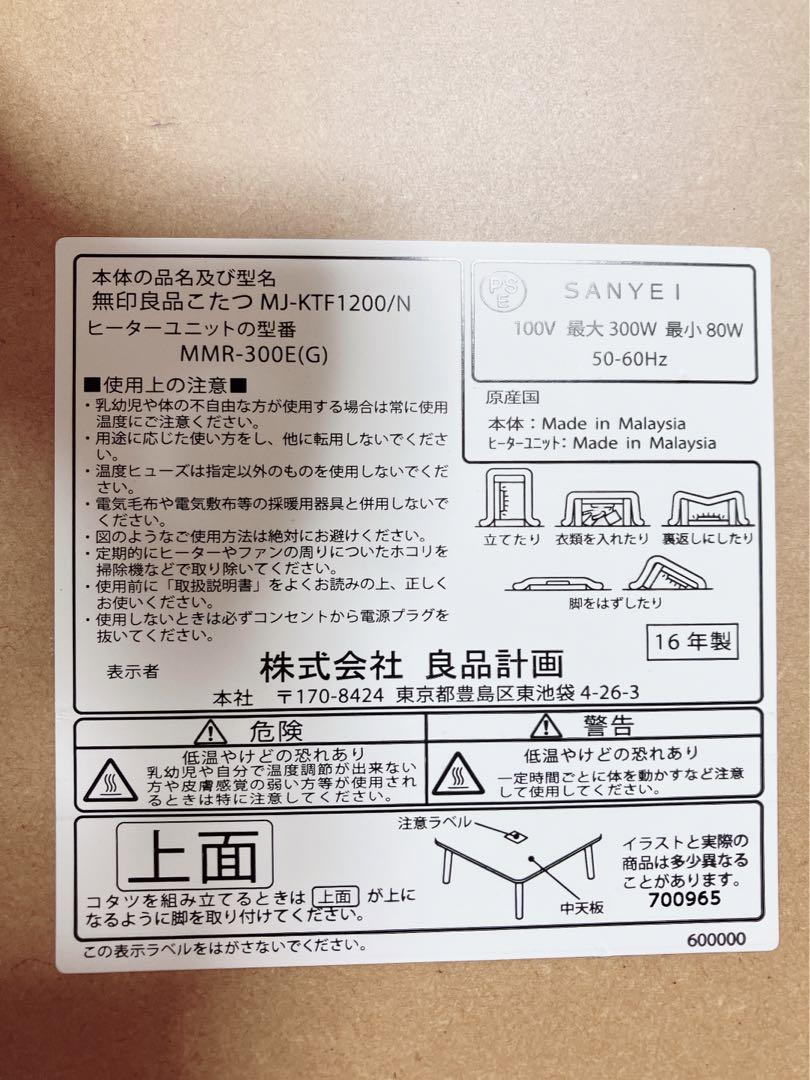 本体の品名及び型名
無印良品こたつ MJ-KTF1200/N
ヒーターユニットの型番
MMR-300E(G)
■使用上の注意■
・乳幼児や体の不自由な方が使用する場合は常に使用
温度にご注意ください。
・用途に応じた使い方をし、他に転用しないでくださ
い。
・温度ヒューズは指定以外のものを使用しないでくだ
さい。
・電気毛布や電気敷布等の採暖用器具と併用しないで
ください。
・図のようなご使用方法は絶対にお避けください。
・定期的にヒーターやファンの周りについたホコリを
掃除機などで取り除いてください。
・使用前に「取扱説明書」をよくお読みの上、正しく
お使いください。
・使用しないときは必ずコンセントから電源プラグを
抜いてください。
PSE SANYEI
100V 最大 300W 最小 80W
50-60Hz
原産国
本体：Made in Malaysia
ﾋｰﾀｰﾕﾆｯﾄ：Made in Malaysia
立てたり 衣類を入れたり 裏返しにしたり
脚をはずしたり
16 年製
表示者 株式会社 良品計画
本社 〒170-8424 東京都豊島区東池袋 4-26-3
危険
低温やけどの恐れあり
乳幼児や自分で温度調節が出来ない
方や皮膚感覚の弱い方等が使用され
るときは特に注意してください。
警告
低温やけどの恐れあり
一定時間ごとに体を動かすなど注意
して使用してください。
上面
コタツを組み立てるときは 上面 が上に
なるように脚を取り付けてください。
注意ラベル
中天板
イラストと実際の
商品は多少異なる
ことがあります。
700965
この表示ラベルをはがさないでください。
600000